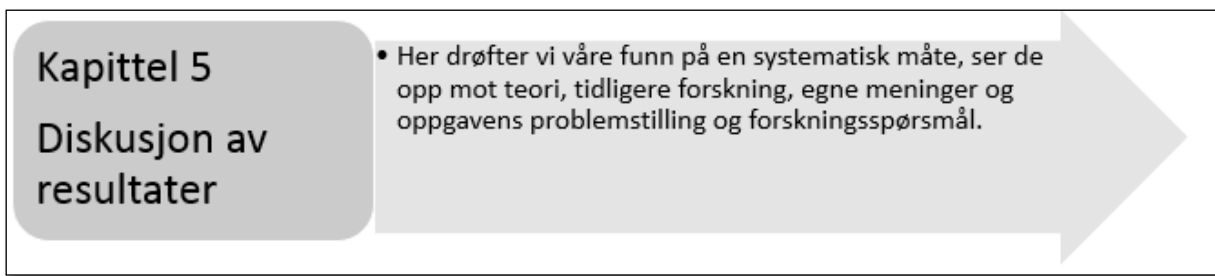 Kapittel 5
Diskusjon av
resultater
• Her drøfter vi våre funn på en systematisk måte, ser de
opp mot teori, tidligere forskning, egne meninger og
oppgavens problemstilling og forskningsspørsmål.